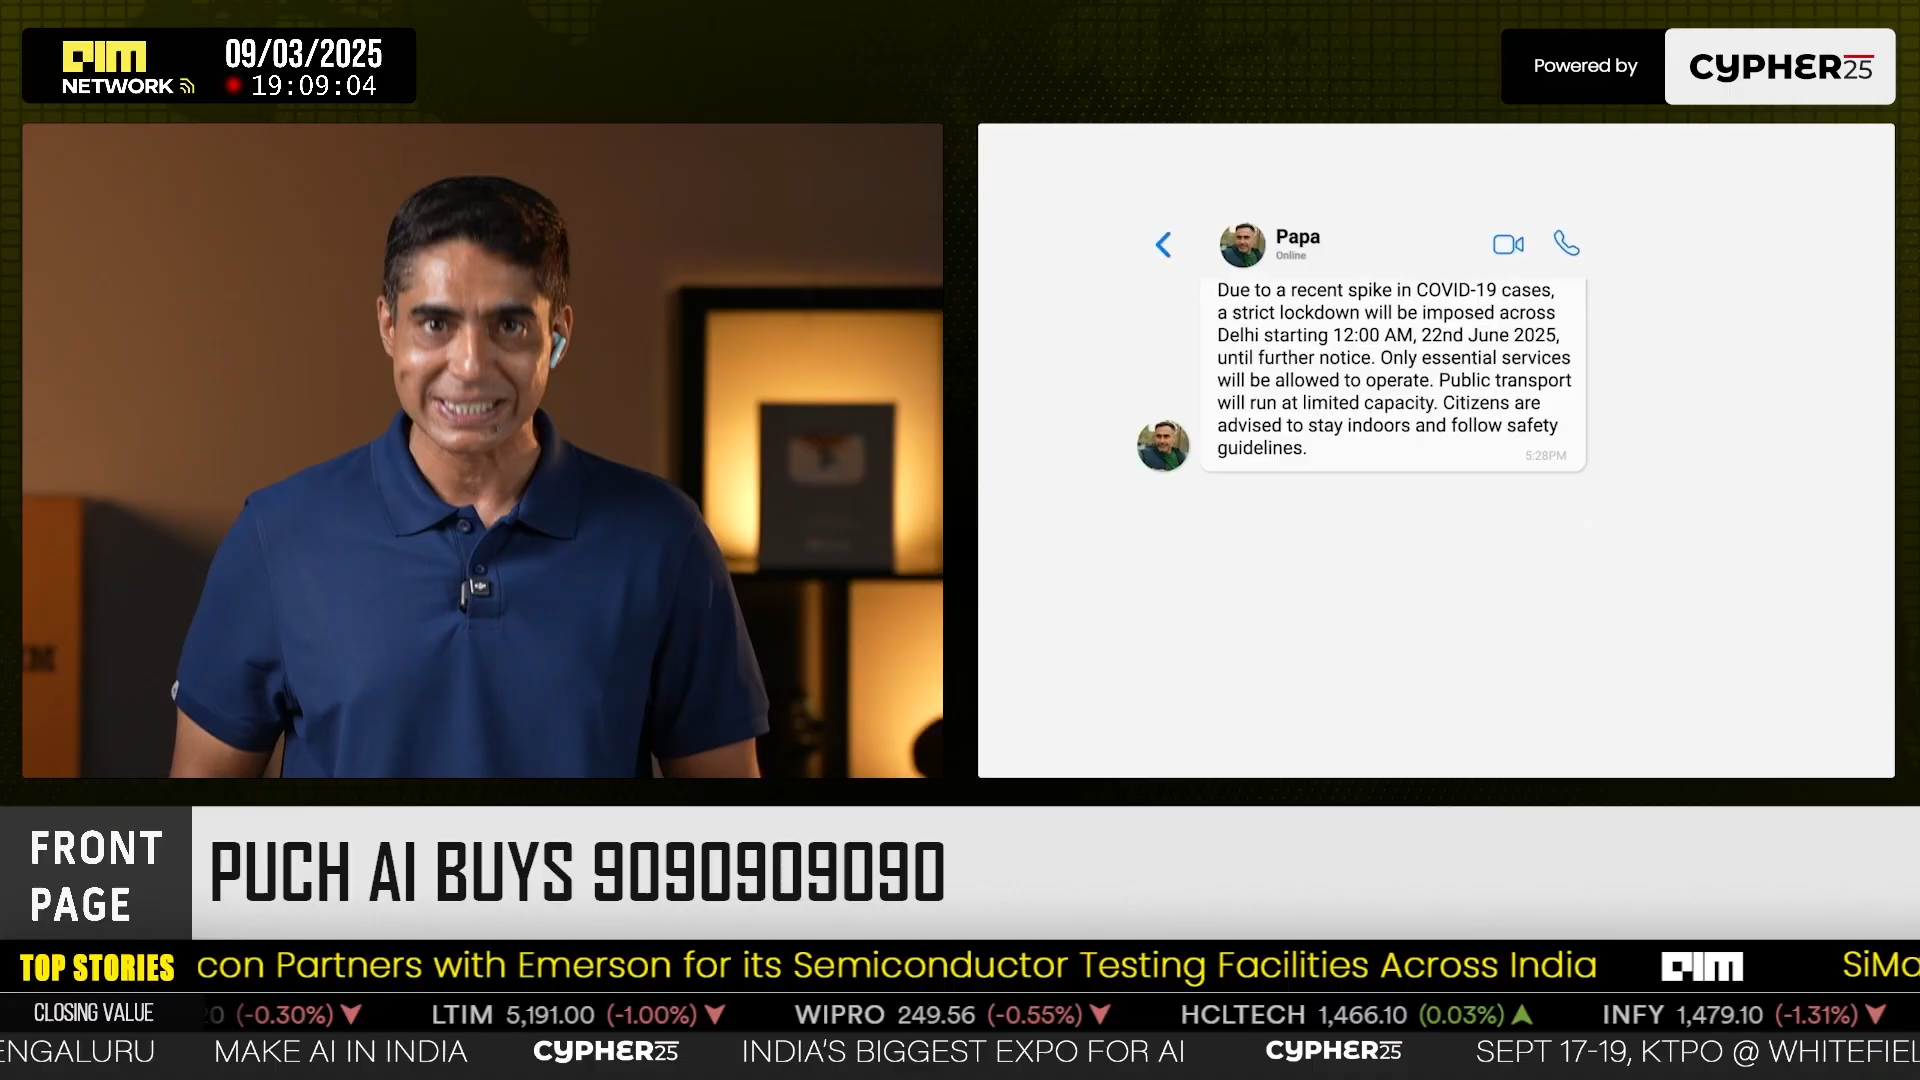 AIM
NETWORK
09/03/2025
19:09:04
Powered by
CYPHER25
Papa
Online
Due to a recent spike in COVID-19 cases,
a strict lockdown will be imposed across
Delhi starting 12:00 AM, 22nd June 2025,
until further notice. Only essential services
will be allowed to operate. Public transport
will run at limited capacity. Citizens are
advised to stay indoors and follow safety
guidelines.
5:28PM
FRONT
PAGE
PUCH AI BUYS 9090909090
TOP STORIES
con Partners with Emerson for its Semiconductor Testing Facilities Across India AIM SiMa
CLOSING VALUE
20 (-0.30%) LTIM 5,191.00 (-1.00%) WIPRO 249.56 (-0.55%) HCLTECH 1,466.10 (0.03%) INFY 1,479.10 (-1.31%)
ENGALURU MAKE AI IN INDIA CYPHER25 INDIA'S BIGGEST EXPO FOR AI CYPHER25 SEPT 17-19, KTPO @ WHITEFIEL